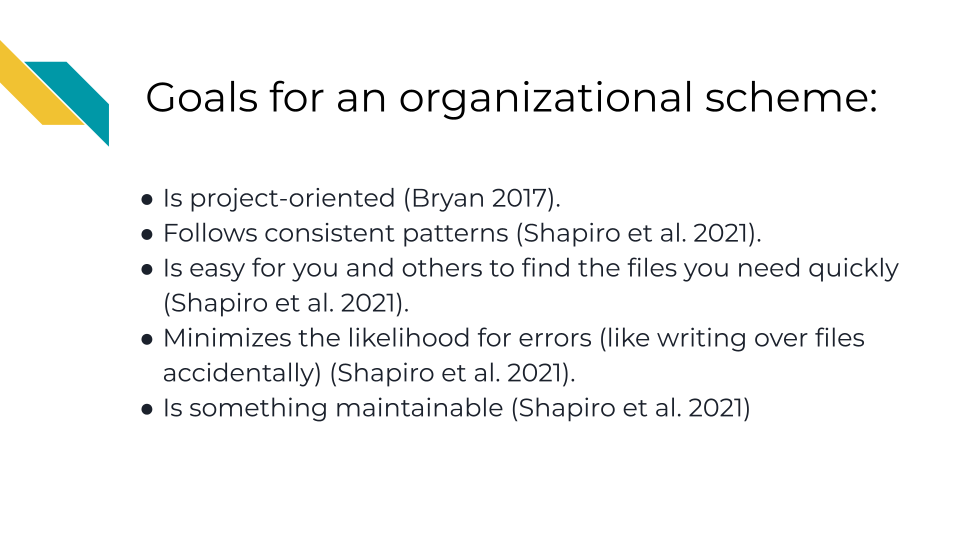 Goals for an organizational scheme:
● Is project-oriented (Bryan 2017).
● Follows consistent patterns (Shapiro et al. 2021).
● Is easy for you and others to find the files you need quickly
(Shapiro et al. 2021).
● Minimizes the likelihood for errors (like writing over files
accidentally) (Shapiro et al. 2021).
● Is something maintainable (Shapiro et al. 2021)